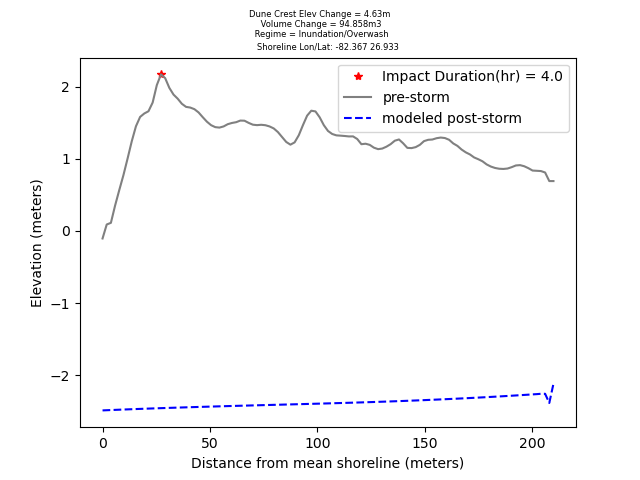 Dune Crest Elev Change = 4.63m
Volume Change = 94.858m3
Regime = Inundation/Overwash
Shoreline Lon/Lat: -82.367 26.933
Impact Duration(hr) = 4.0
pre-storm
modeled post-storm
2
1
0
−1
−2
Elevation (meters)
0 50 100 150 200
Distance from mean shoreline (meters)